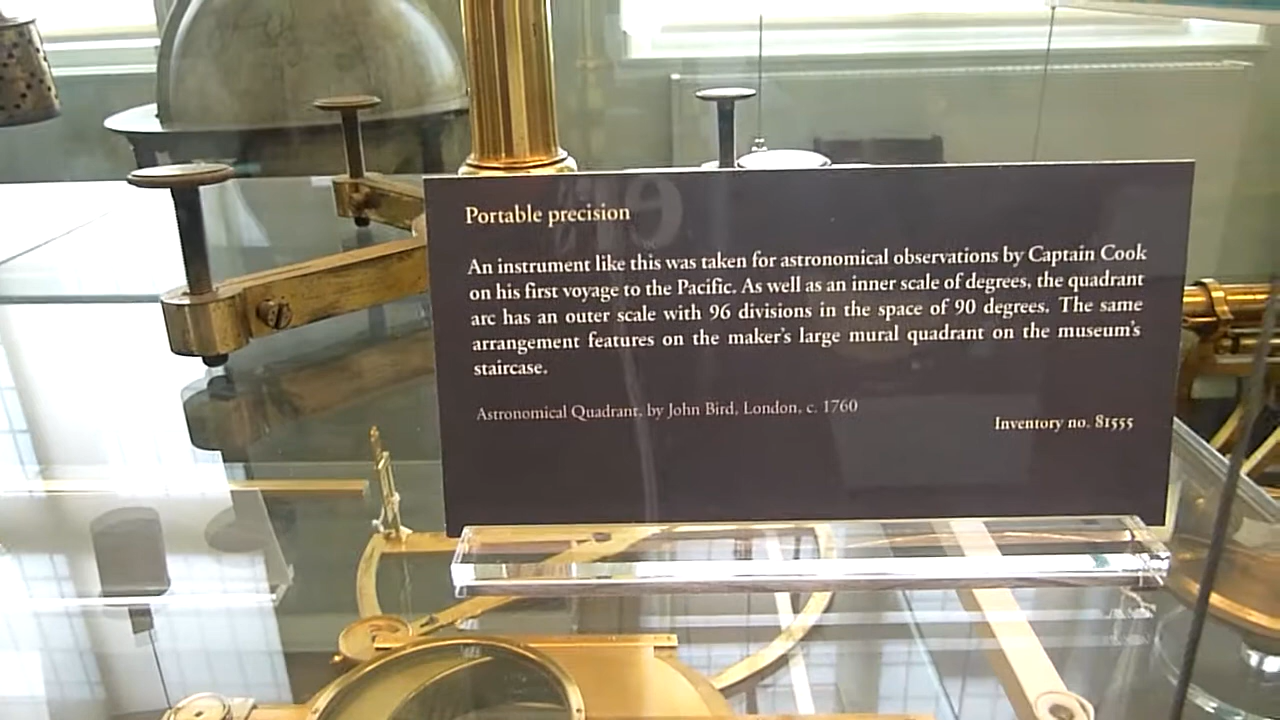 Portable precision
An instrument like this was taken for astronomical observations by Captain Cook
on his first voyage to the Pacific. As well as an inner scale of degrees, the quadrant
arc has an outer scale with 96 divisions in the space of 90 degrees. The same
arrangement features on the maker's large mural quadrant on the museum's
staircase.
Astronomical Quadrant, by John Bird, London, c. 1760
Inventory no. 81555